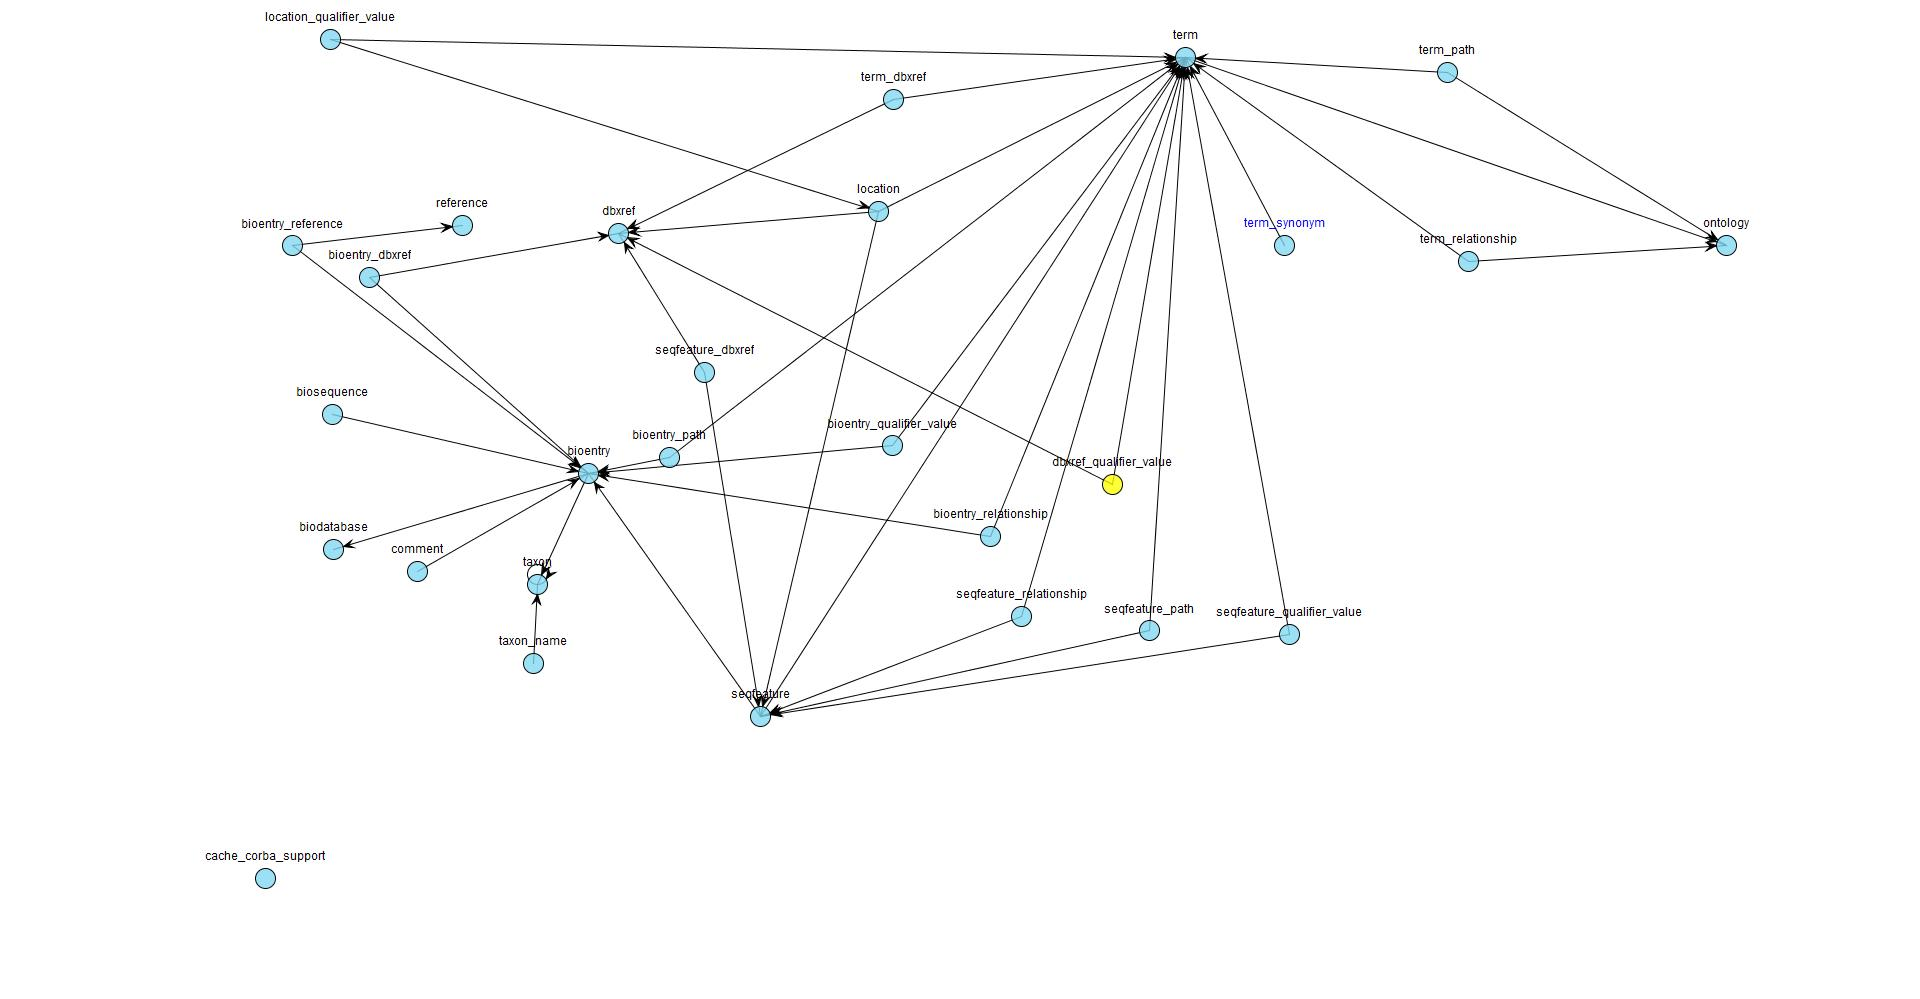 location_qualifier_value
term
term_path
term_dbxref
location
reference
dbxref
bioentry_reference
term_synonym
ontology
term_relationship
bioentry_dbxref
seqfeature_dbxref
biosequence
bioentry_qualifier_value
bioentry_path
bioentry
dbxref_qualifier_value
bioentry_relationship
biodatabase
comment
taxon
seqfeature_relationship
seqfeature_path
seqfeature_qualifier_value
taxon_name
seqfeature
cache_corba_support